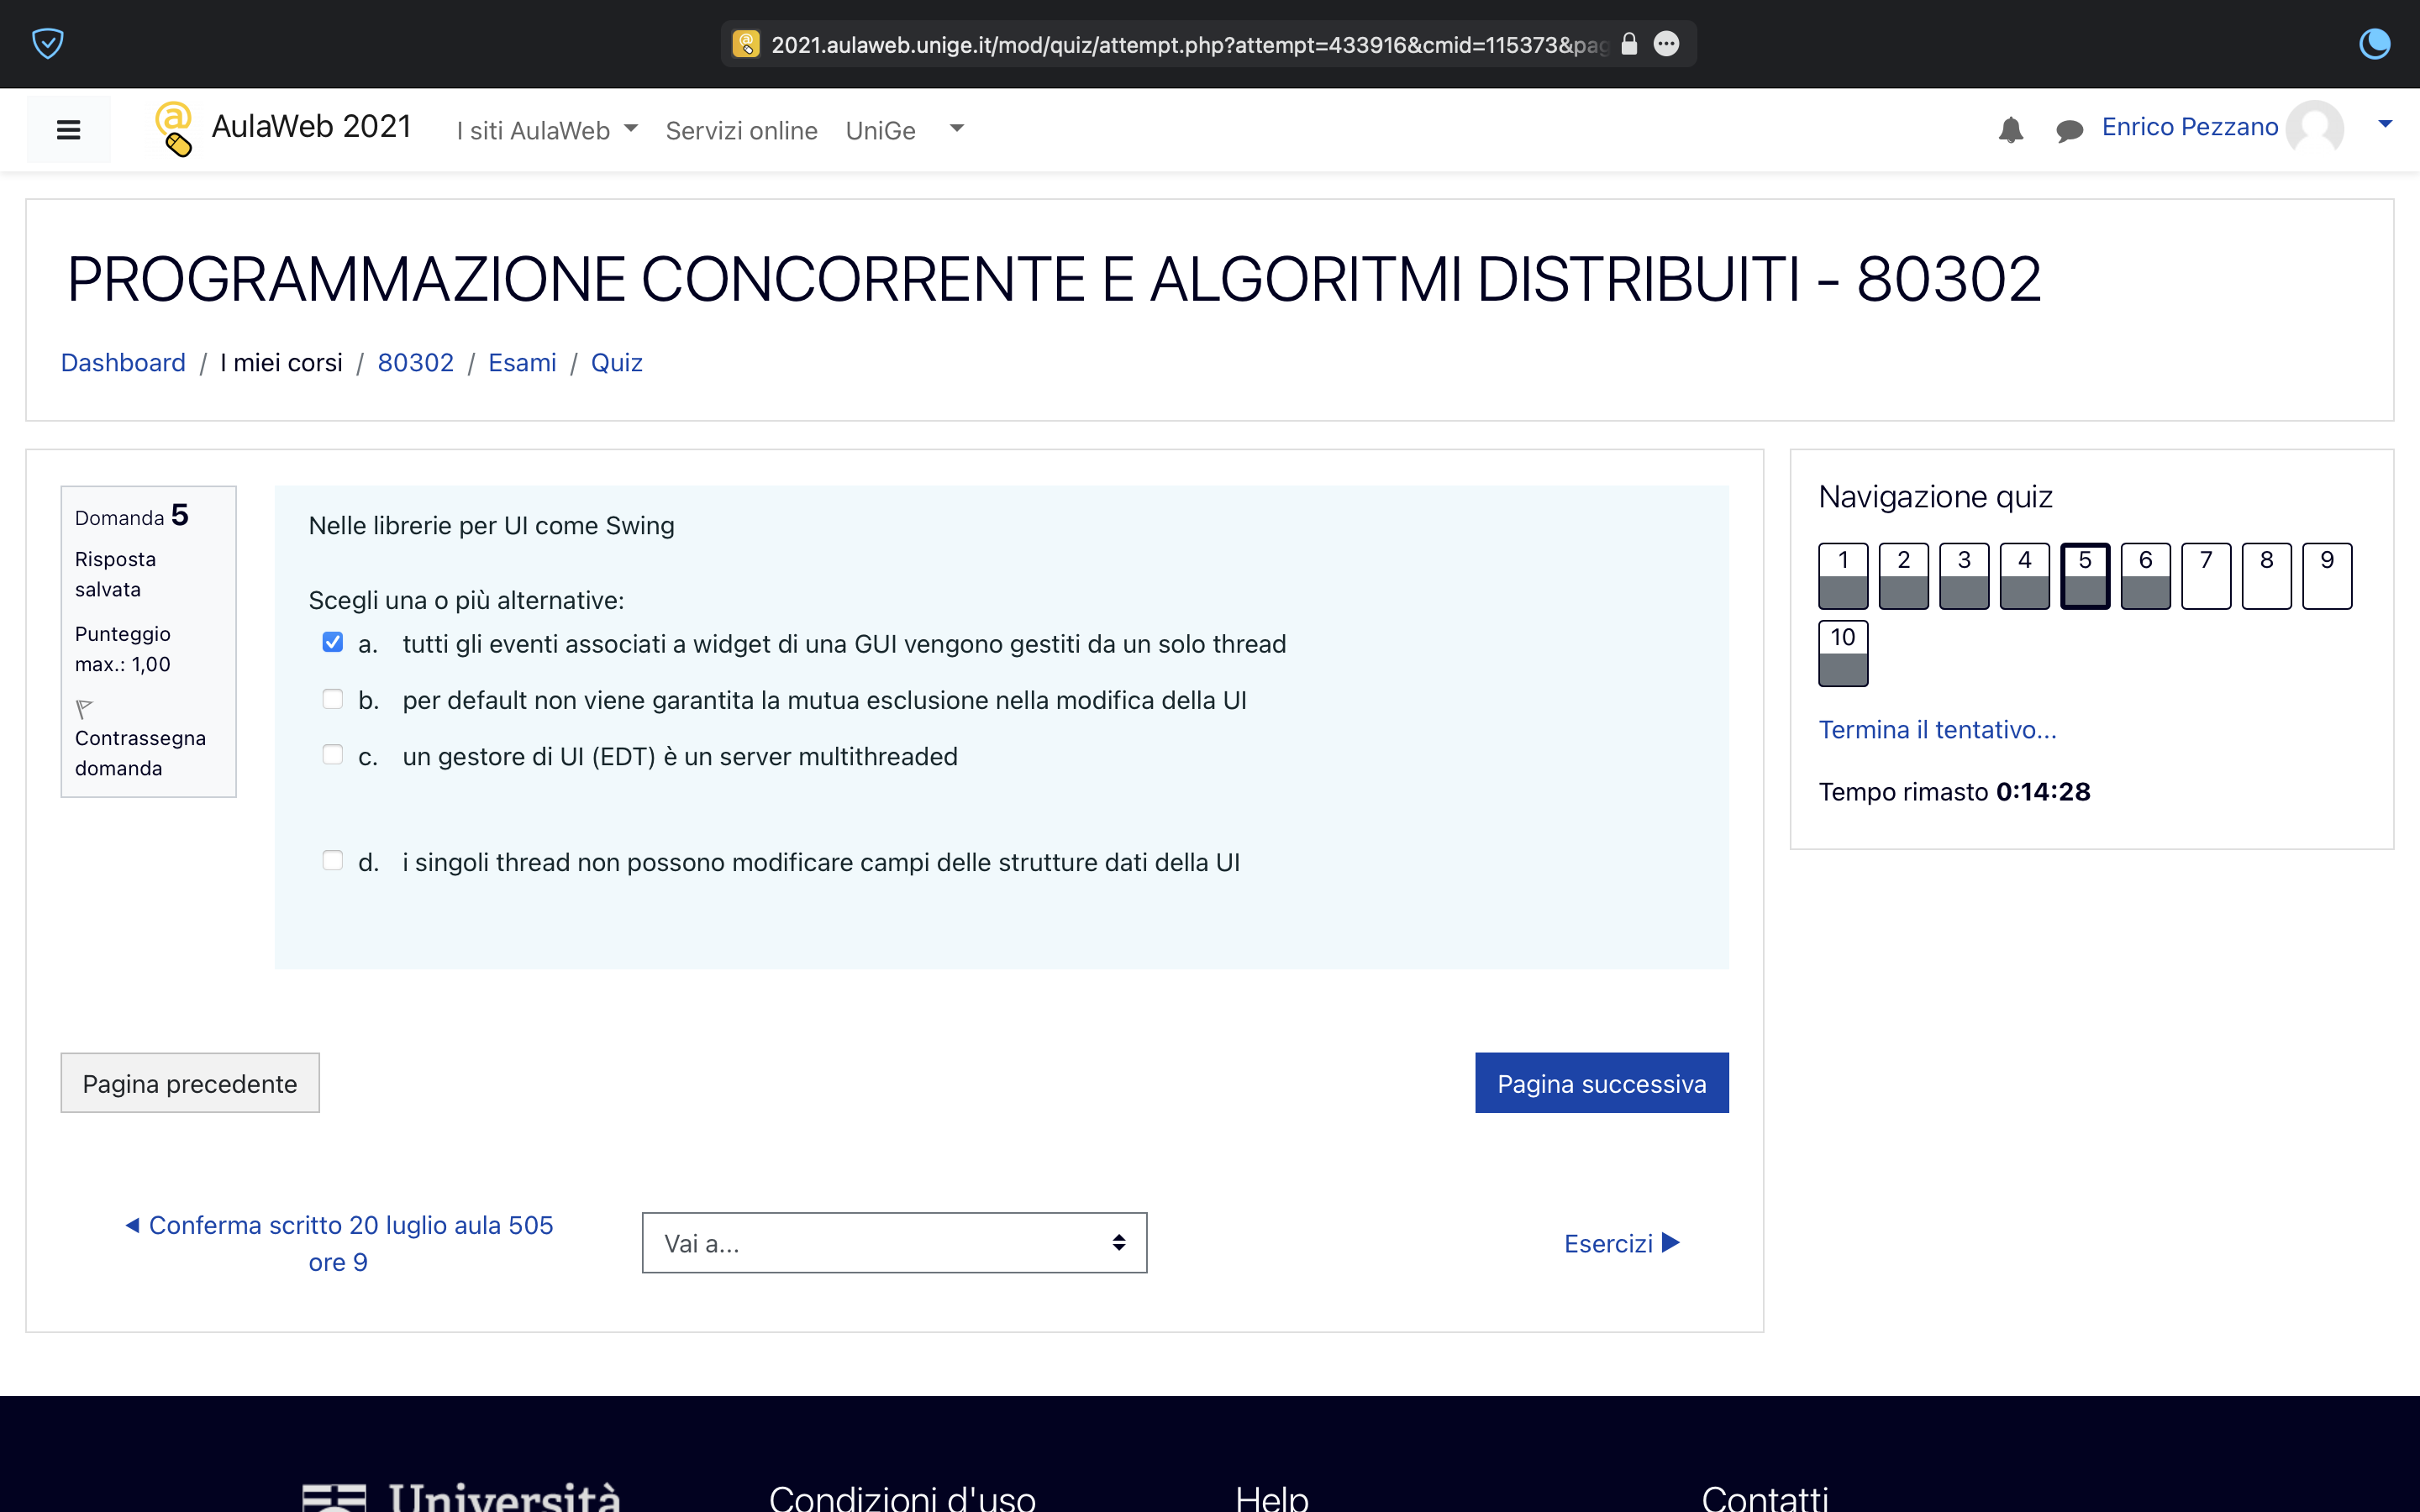 2021.aulaweb.unige.it/mod/quiz/attempt.php?attempt=433916&cmid=115373&pag
AulaWeb 2021 I siti AulaWeb Servizi online UniGe Enrico Pezzano
PROGRAMMAZIONE CONCORRENTE E ALGORITMI DISTRIBUITI - 80302
Dashboard / I miei corsi / 80302 / Esami / Quiz
Domanda 5
Risposta
salvata
Punteggio
max.: 1,00
Contrassegna
domanda
Nelle librerie per UI come Swing
Scegli una o più alternative:
a. tutti gli eventi associati a widget di una GUI vengono gestiti da un solo thread
b. per default non viene garantita la mutua esclusione nella modifica della UI
c. un gestore di UI (EDT) è un server multithreaded
d. i singoli thread non possono modificare campi delle strutture dati della UI
Navigazione quiz
1 2 3 4 5 6 7 8 9
10
Termina il tentativo...
Tempo rimasto 0:14:28
Pagina precedente
Pagina successiva
◄ Conferma scritto 20 luglio aula 505
ore 9
Vai a...
Esercizi ►
Università
Condizioni d'uso
Help
Contatti